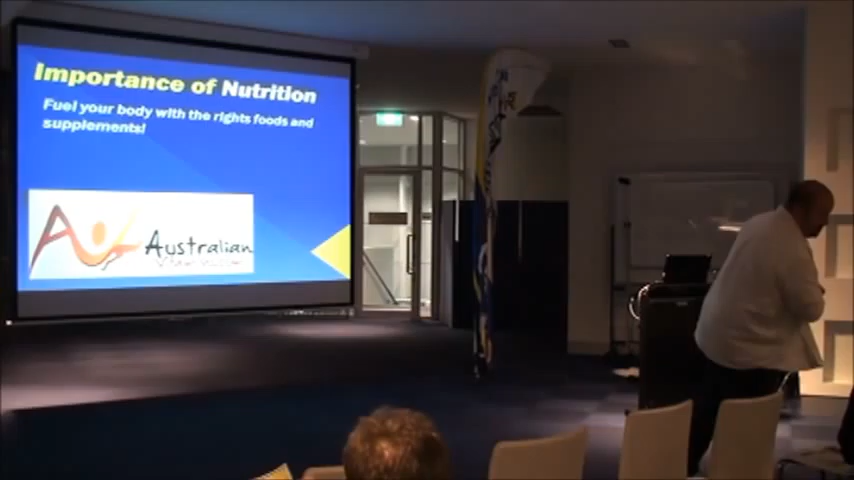 Importance of Nutrition
Fuel your body with the rights foods and
supplements!
Australian